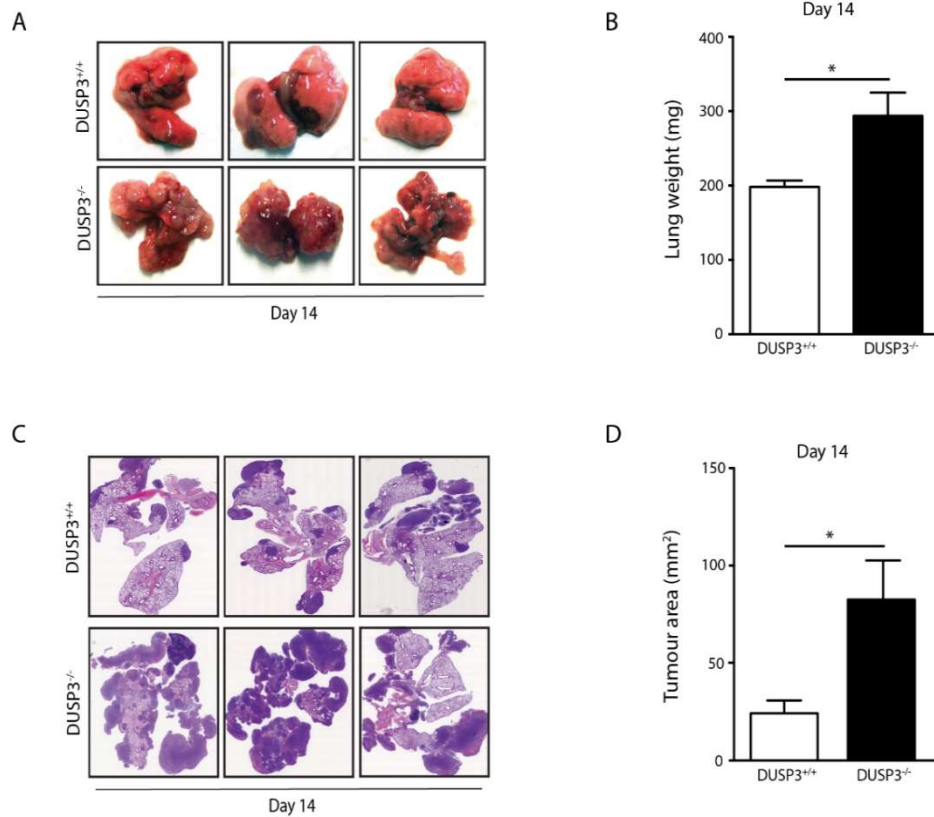 A
DUSP3+/+
DUSP3-/-
Day 14
B
Day 14
Lung weight (mg)
400
300
200
100
0
*
DUSP3+/+
DUSP3-/-
C
DUSP3+/+
DUSP3-/-
Day 14
D
Day 14
Tumour area (mm²)
150
100
50
0
*
DUSP3+/+
DUSP3-/-